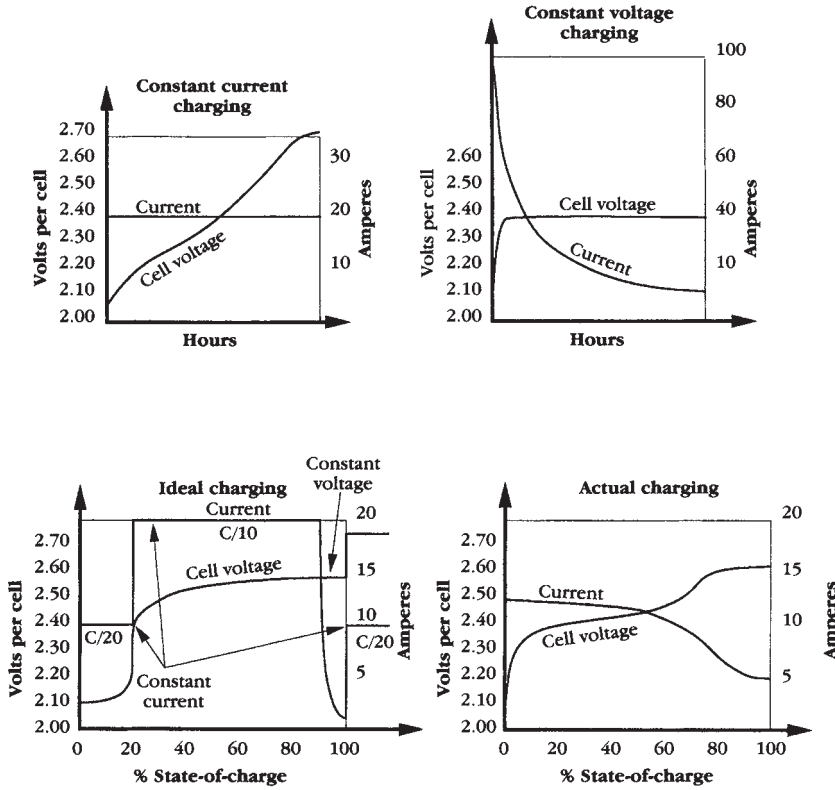 Constant current
charging
2.70
2.60
2.50
2.40
2.30
2.20
2.10
2.00
Volts per cell
Current
Cell voltage
30
20
10
Amperes
Hours
Constant voltage
charging
2.60
2.50
2.40
2.30
2.20
2.10
2.00
Volts per cell
Cell voltage
Current
100
80
60
40
10
Amperes
Hours
Ideal charging
Constant
voltage
2.70
2.60
2.50
2.40
2.30
2.20
2.10
2.00
Volts per cell
Current
C/10
Cell voltage
C/20
Constant
current
20
15
10
C/20
5
Amperes
0 20 40 60 80 100
% State-of-charge
Actual charging
2.70
2.60
2.50
2.40
2.30
2.20
2.10
2.00
Volts per cell
Current
Cell voltage
20
15
10
5
Amperes
0 20 40 60 80 100
% State-of-charge